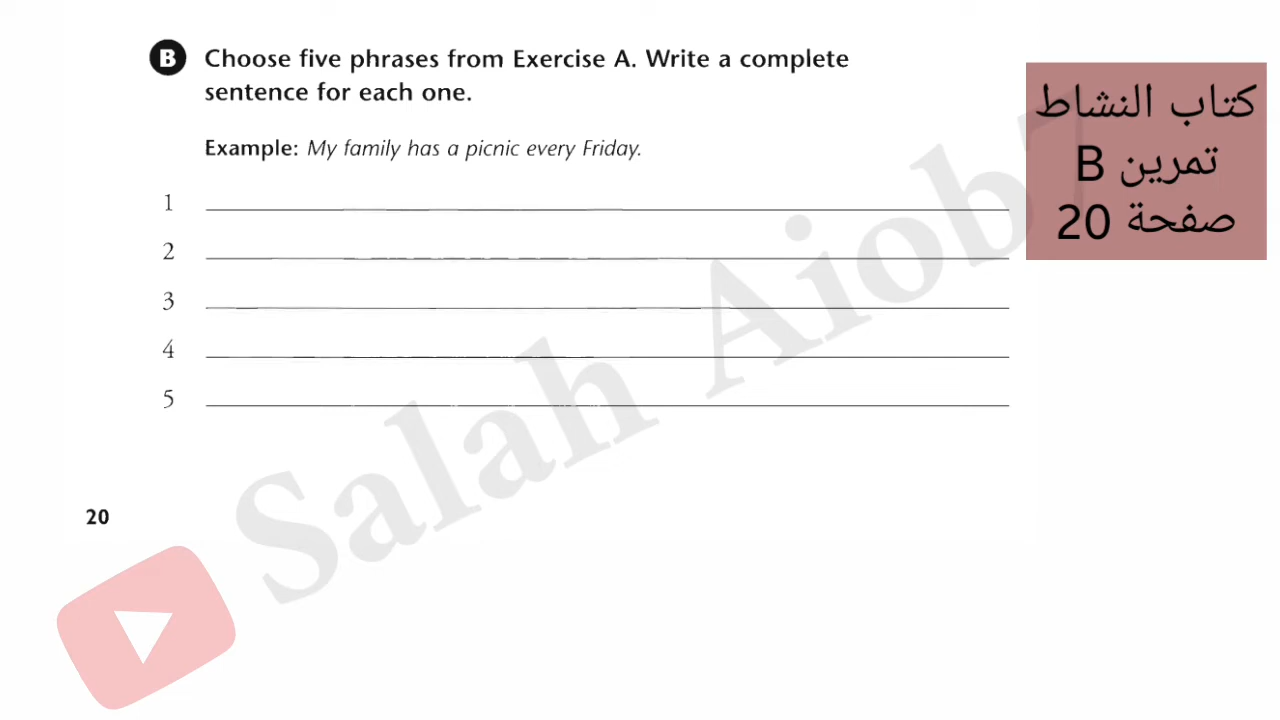 B Choose five phrases from Exercise A. Write a complete
sentence for each one.
Example: My family has a picnic every Friday.
1
2
3
4
5
20
كتاب النشاط
تمرين B
صفحة 20
Salah Aiob7